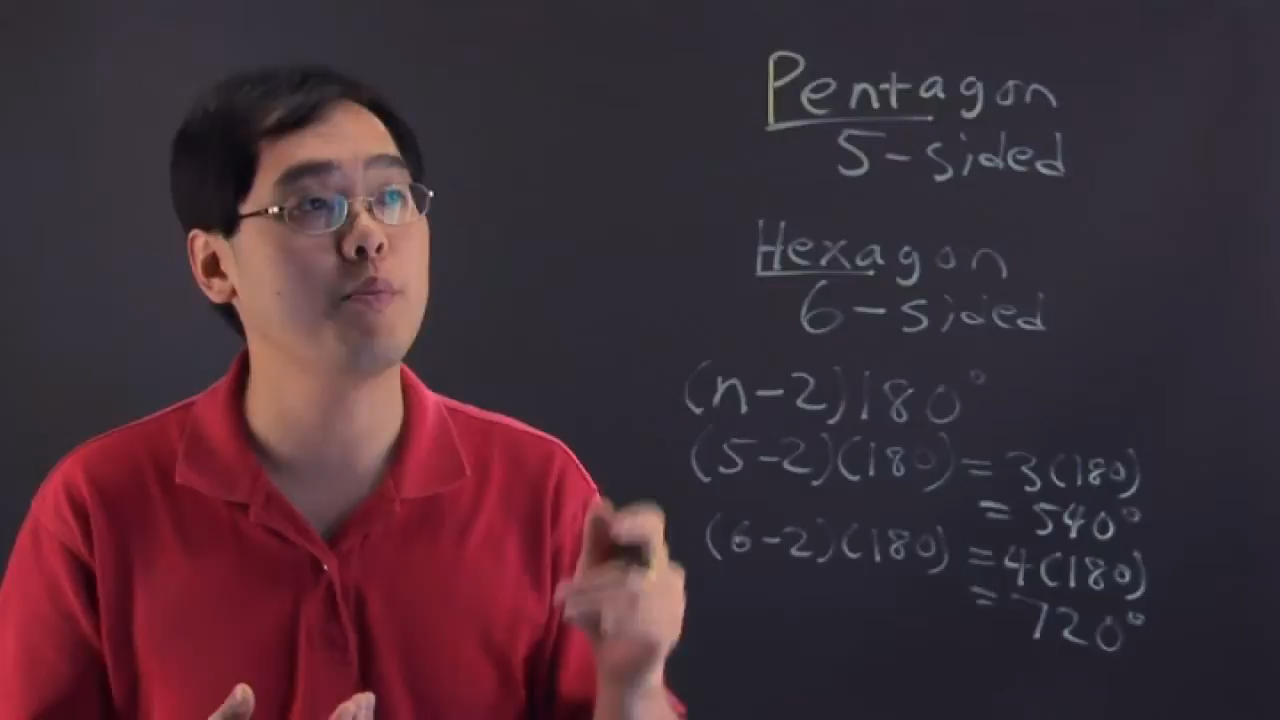 Pentagon
5-sided
Hexagon
6-sided
(n-2)180°
(5-2)(180) = 3(180)
= 540°
(6-2)(180) = 4(180)
= 720°